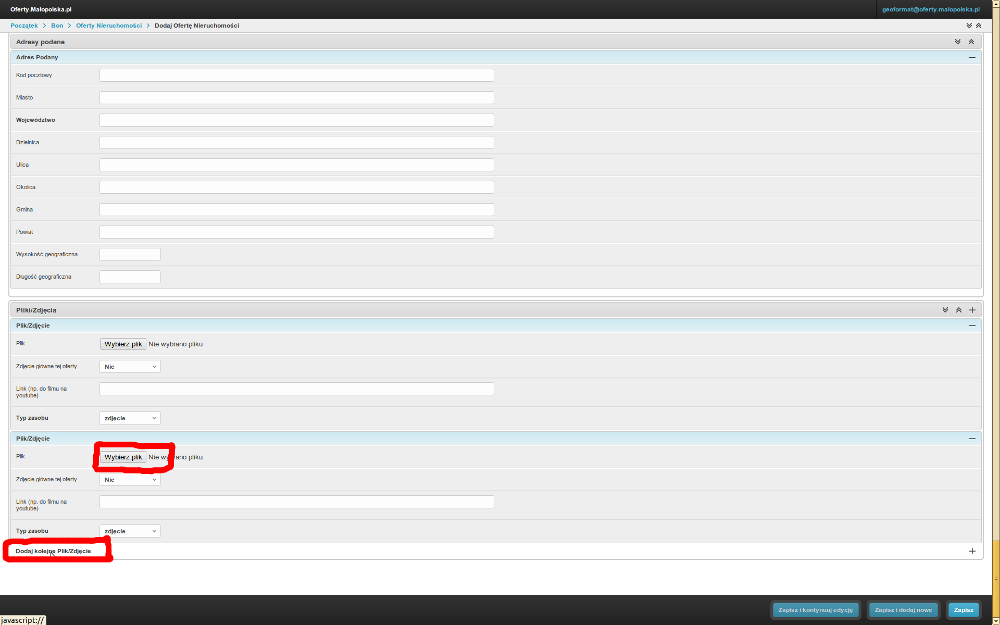 Oferty.Małopolska.pl
geoformat@oferty.malopolska.pl
Początek > Bon > Oferty Nieruchomości > Dodaj Ofertę Nieruchomości
Adresy podane
Adres Podany
Kod pocztowy
Miasto
Województwo
Dzielnica
Ulica
Okolica
Gmina
Powiat
Wysokość geograficzna
Długość geograficzna
Pliki/Zdjęcia
Plik/Zdjęcie
Plik Wybierz plik Nie wybrano pliku
Zdjęcie główne tej oferty Nie
Link (np. do filmu na
youtube)
Typ zasobu zdjęcie
Plik/Zdjęcie
Plik Wybierz plik Nie wybrano pliku
Zdjęcie główne tej oferty Nie
Link (np. do filmu na
youtube)
Typ zasobu zdjęcie
Dodaj kolejne Plik/Zdjęcie
Zapisz i kontynuuj edycję Zapisz i dodaj nowe Zapisz
javascript://